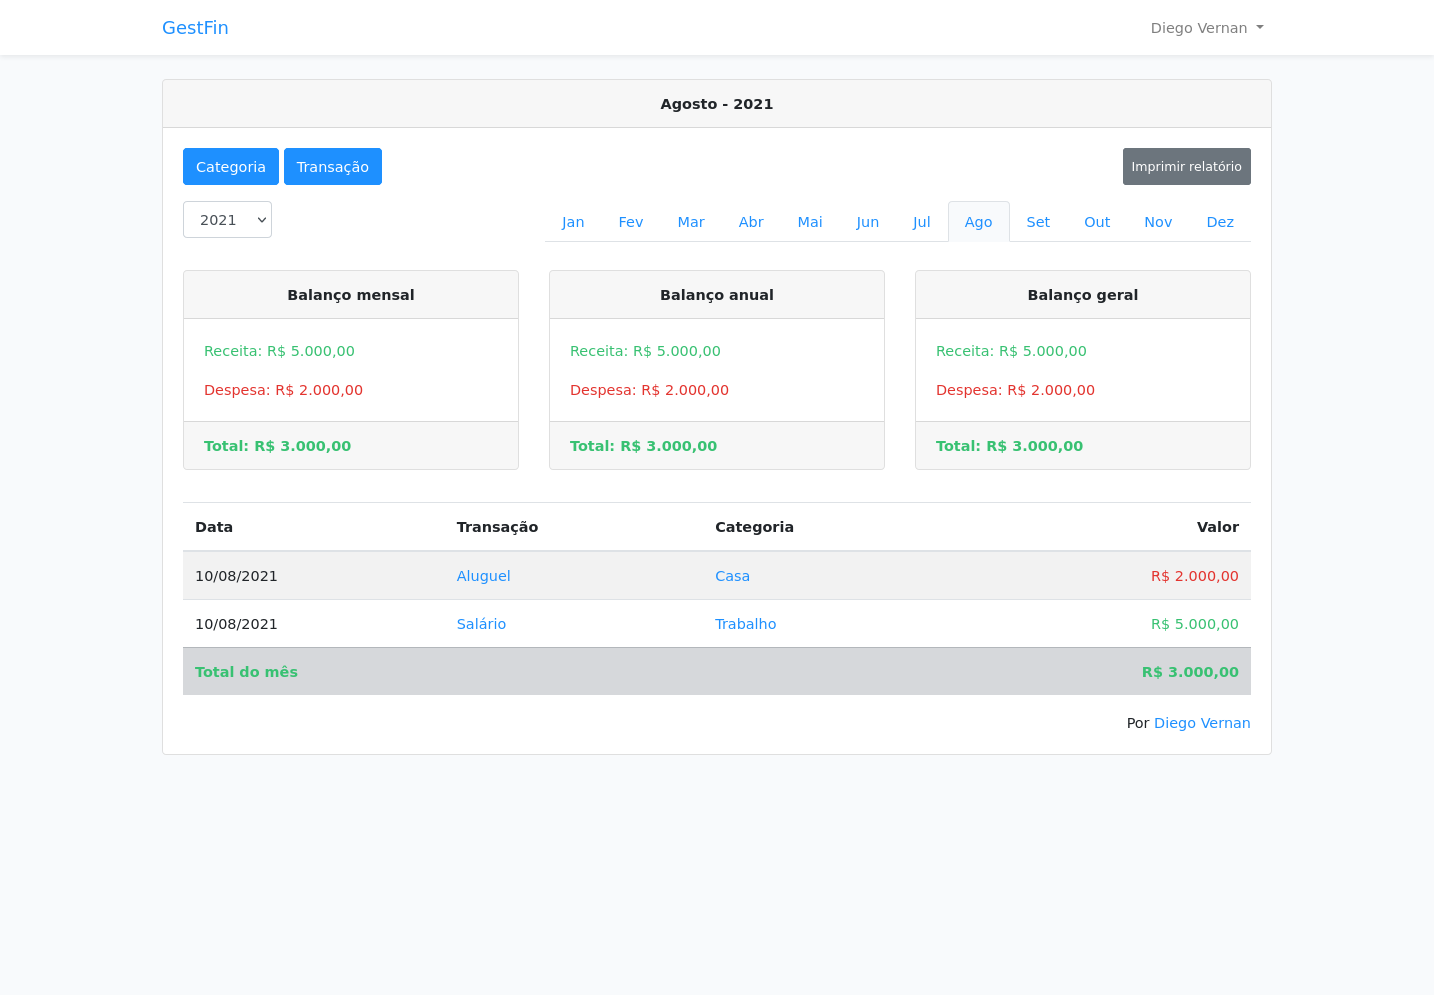 GestFin Diego Vernan
Agosto - 2021
Categoria Transação Imprimir relatório
2021 Jan Fev Mar Abr Mai Jun Jul Ago Set Out Nov Dez
Balanço mensal Balanço anual Balanço geral
Receita: R$ 5.000,00 Receita: R$ 5.000,00 Receita: R$ 5.000,00
Despesa: R$ 2.000,00 Despesa: R$ 2.000,00 Despesa: R$ 2.000,00
Total: R$ 3.000,00 Total: R$ 3.000,00 Total: R$ 3.000,00
Data Transação Categoria Valor
10/08/2021 Aluguel Casa R$ 2.000,00
10/08/2021 Salário Trabalho R$ 5.000,00
Total do mês R$ 3.000,00
Por Diego Vernan